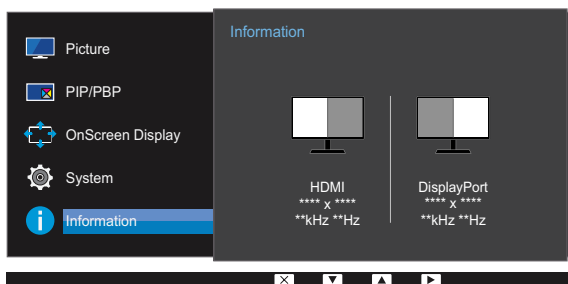 Information
Picture
PIP/PBP
OnScreen Display
System
Information
HDMI
**** x ****
**kHz **Hz
DisplayPort
**** x ****
**kHz **Hz